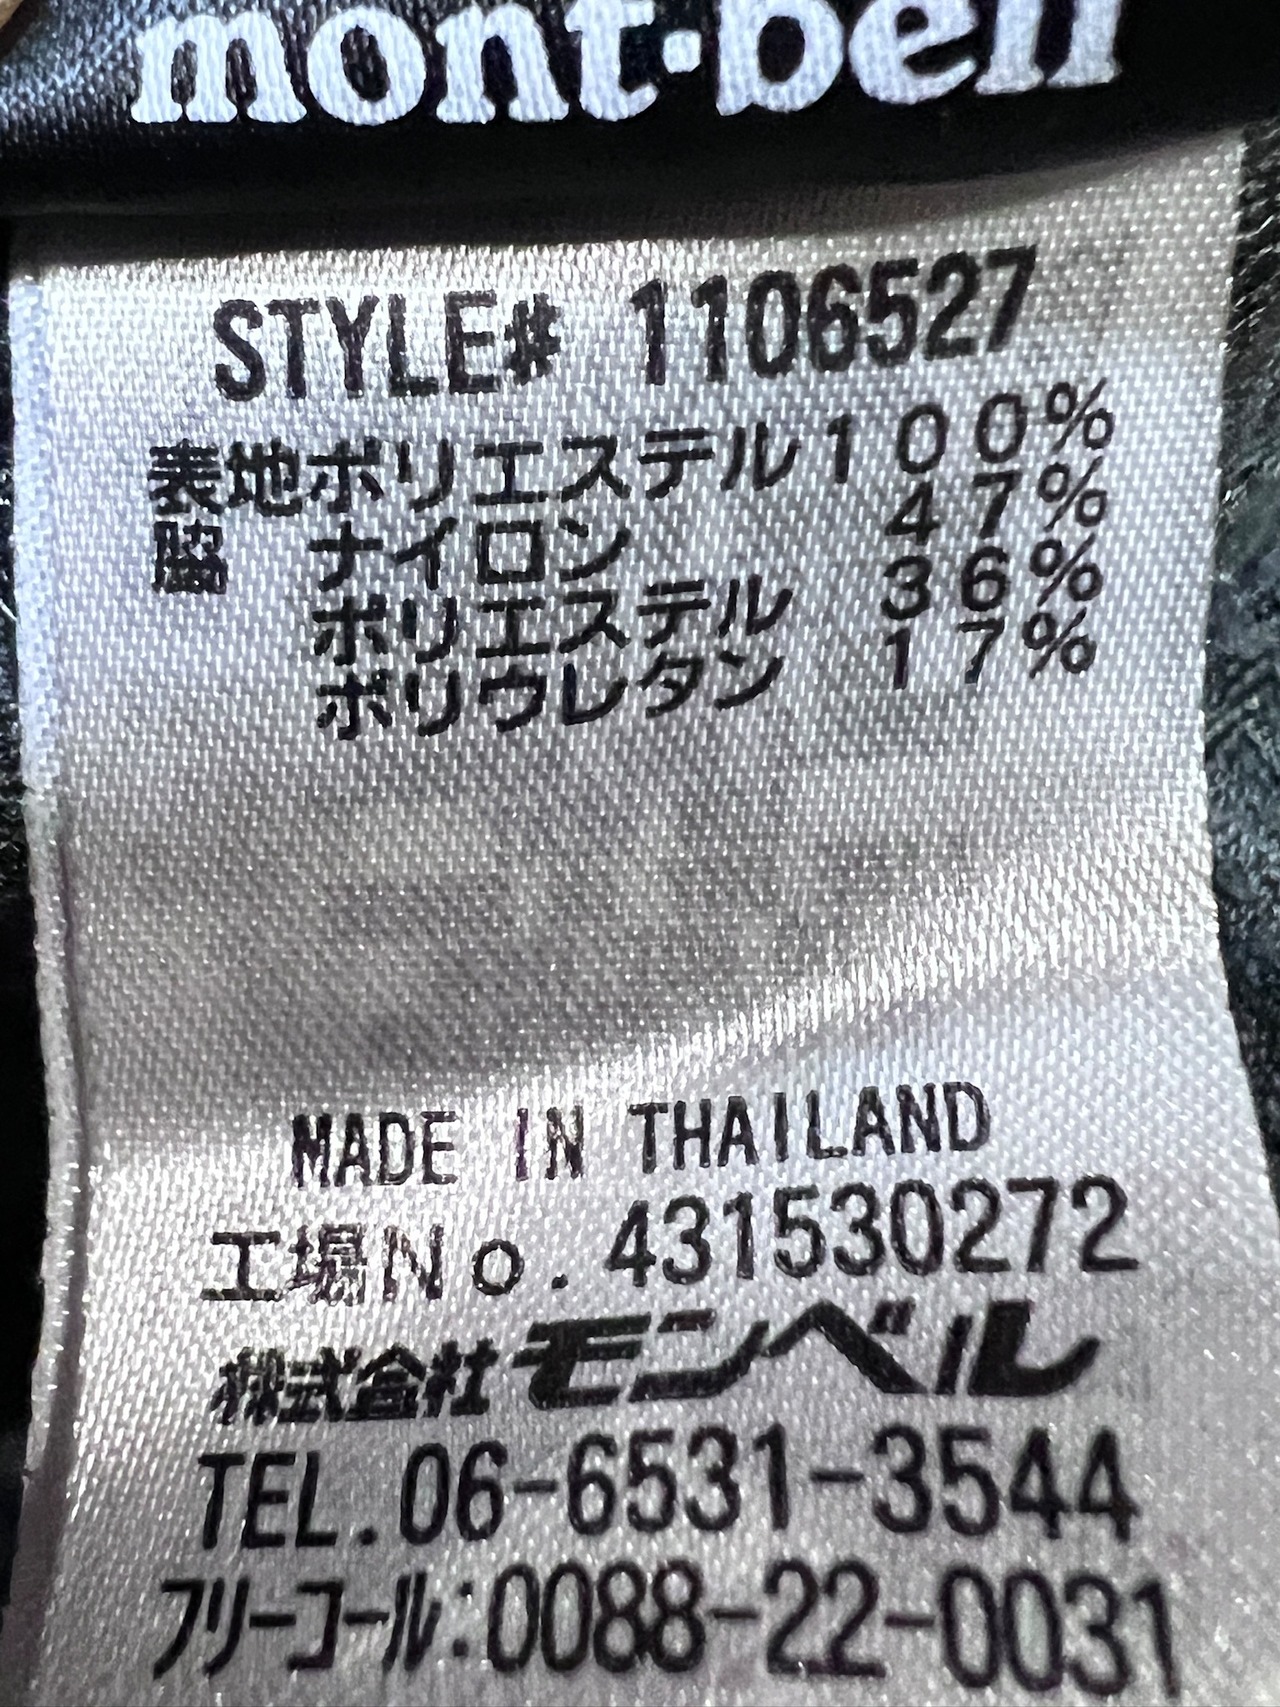 mont-bell
STYLE# 1106527
表地ポリエステル100%
脇 ナイロン 47%
ポリエステル 36%
ポリウレタン 17%
MADE IN THAILAND
工場No. 431530272
株式会社モンベル
TEL.06-6531-3544
フリーコール:0088-22-0031